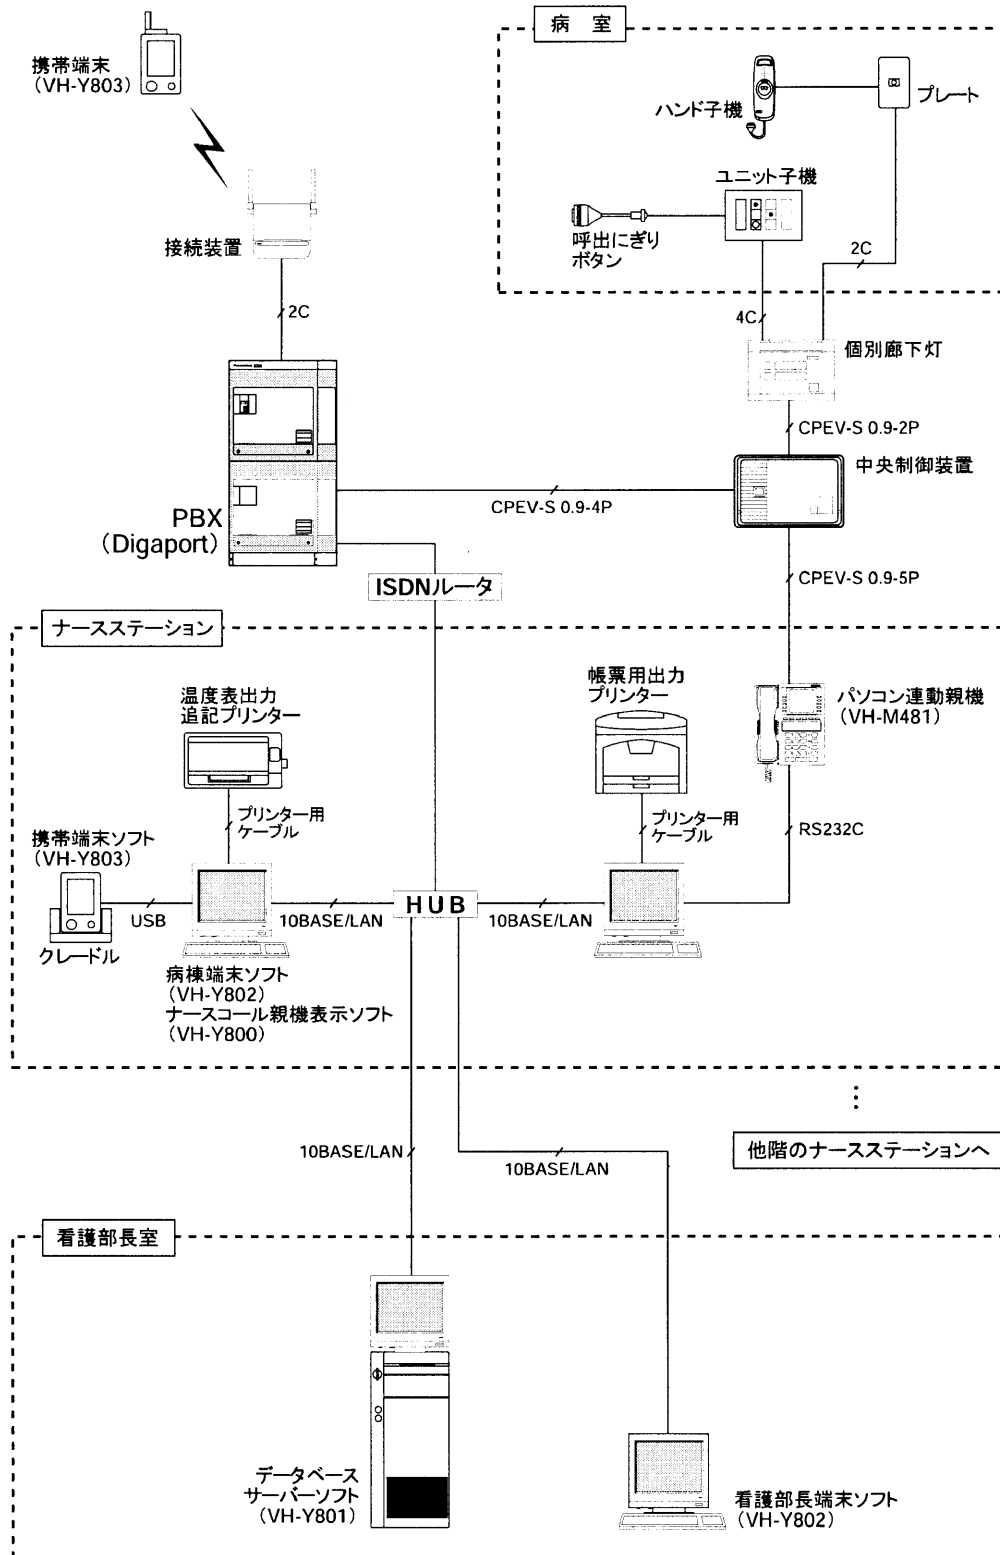 病 室
携帯端末
（VH-Y803）
ハンド子機
プレート
ユニット子機
呼出にぎり
ボタン
接続装置
2C
2C
4C
個別廊下灯
CPEV-S 0.9-2P
中央制御装置
CPEV-S 0.9-4P
PBX
（Digaport）
ISDNルータ
CPEV-S 0.9-5P
ナースステーション
温度表出力
追記プリンター
帳票用出力
プリンター
パソコン連動親機
（VH-M481）
プリンター用
ケーブル
プリンター用
ケーブル
RS232C
携帯端末ソフト
（VH-Y803）
USB
10BASE/LAN
HUB
10BASE/LAN
クレードル
病棟端末ソフト
（VH-Y802）
ナースコール親機表示ソフト
（VH-Y800）
10BASE/LAN
10BASE/LAN
他階のナースステーションへ
看護部長室
データベース
サーバーソフト
（VH-Y801）
看護部長端末ソフト
（VH-Y802）